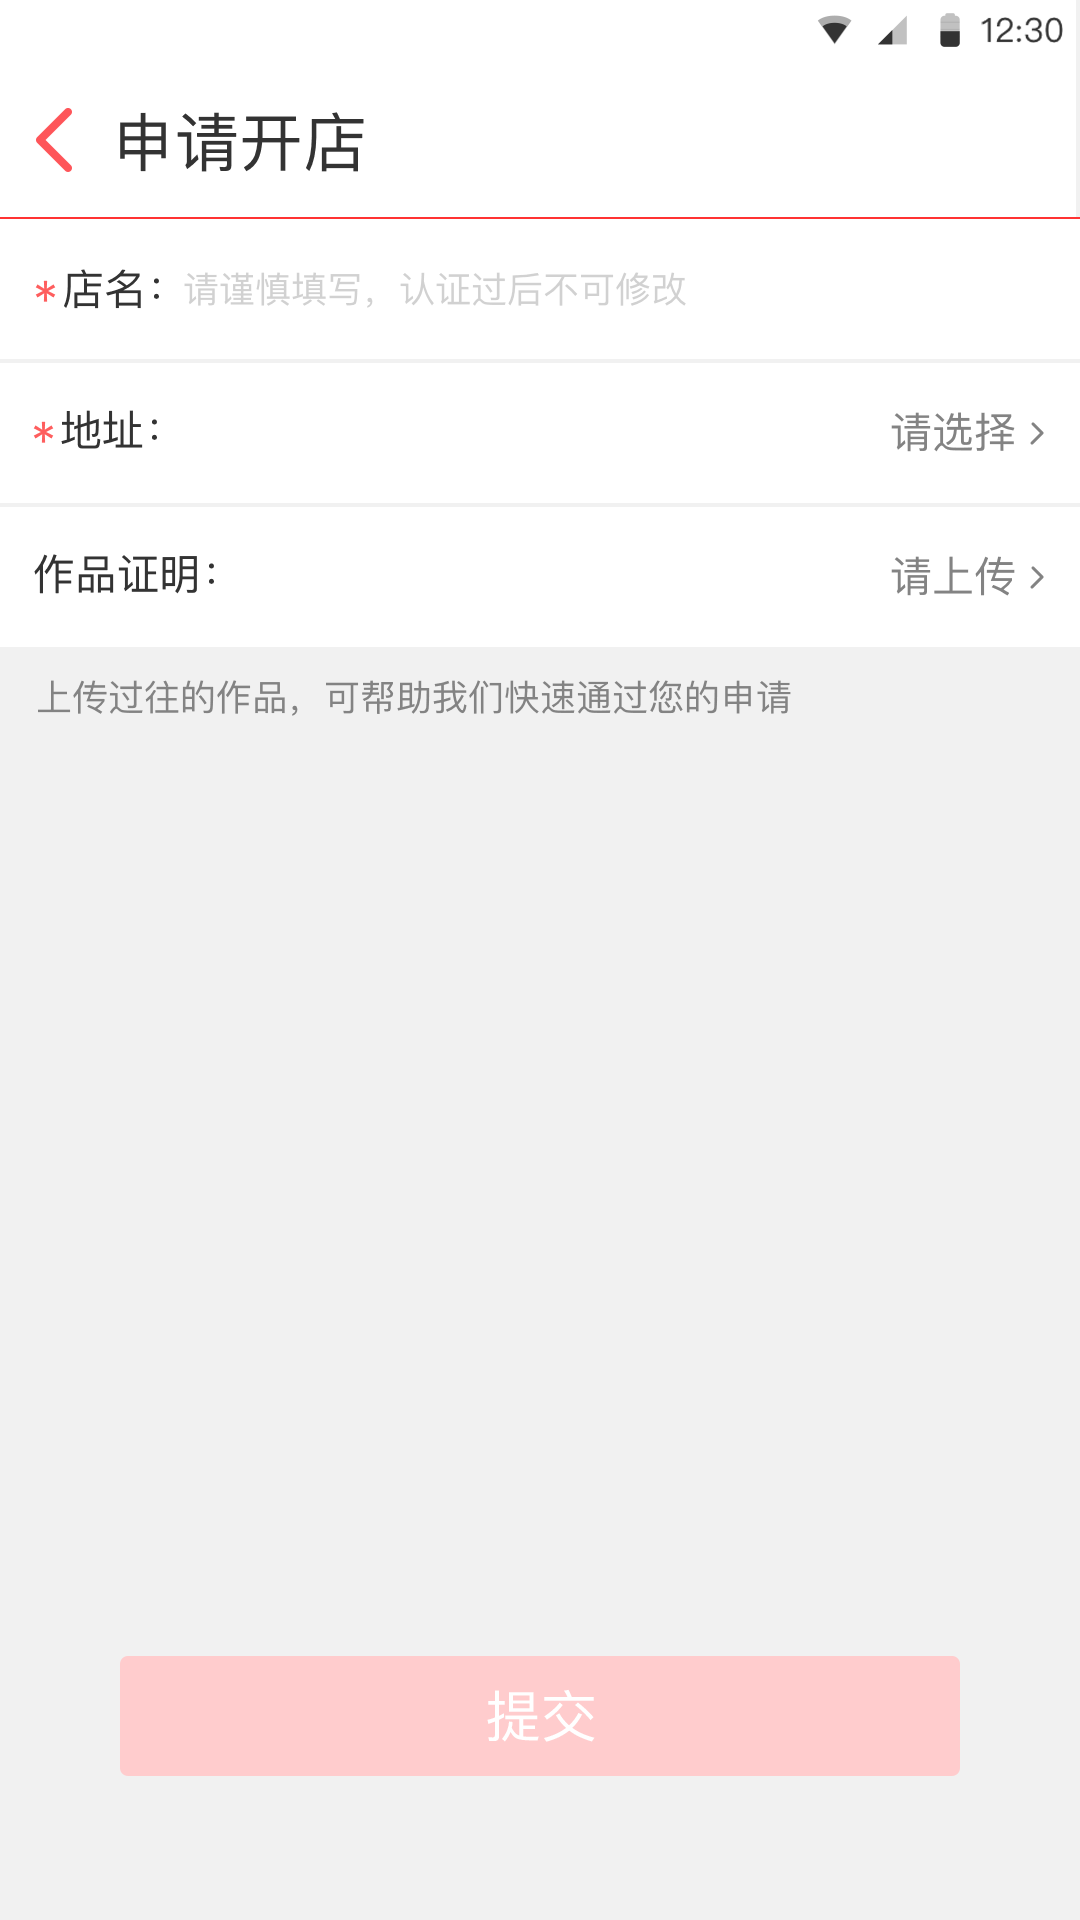 12:30
申请开店
*店名：请谨慎填写，认证过后不可修改
*地址：
请选择
作品证明：
请上传
上传过往的作品，可帮助我们快速通过您的申请
提交